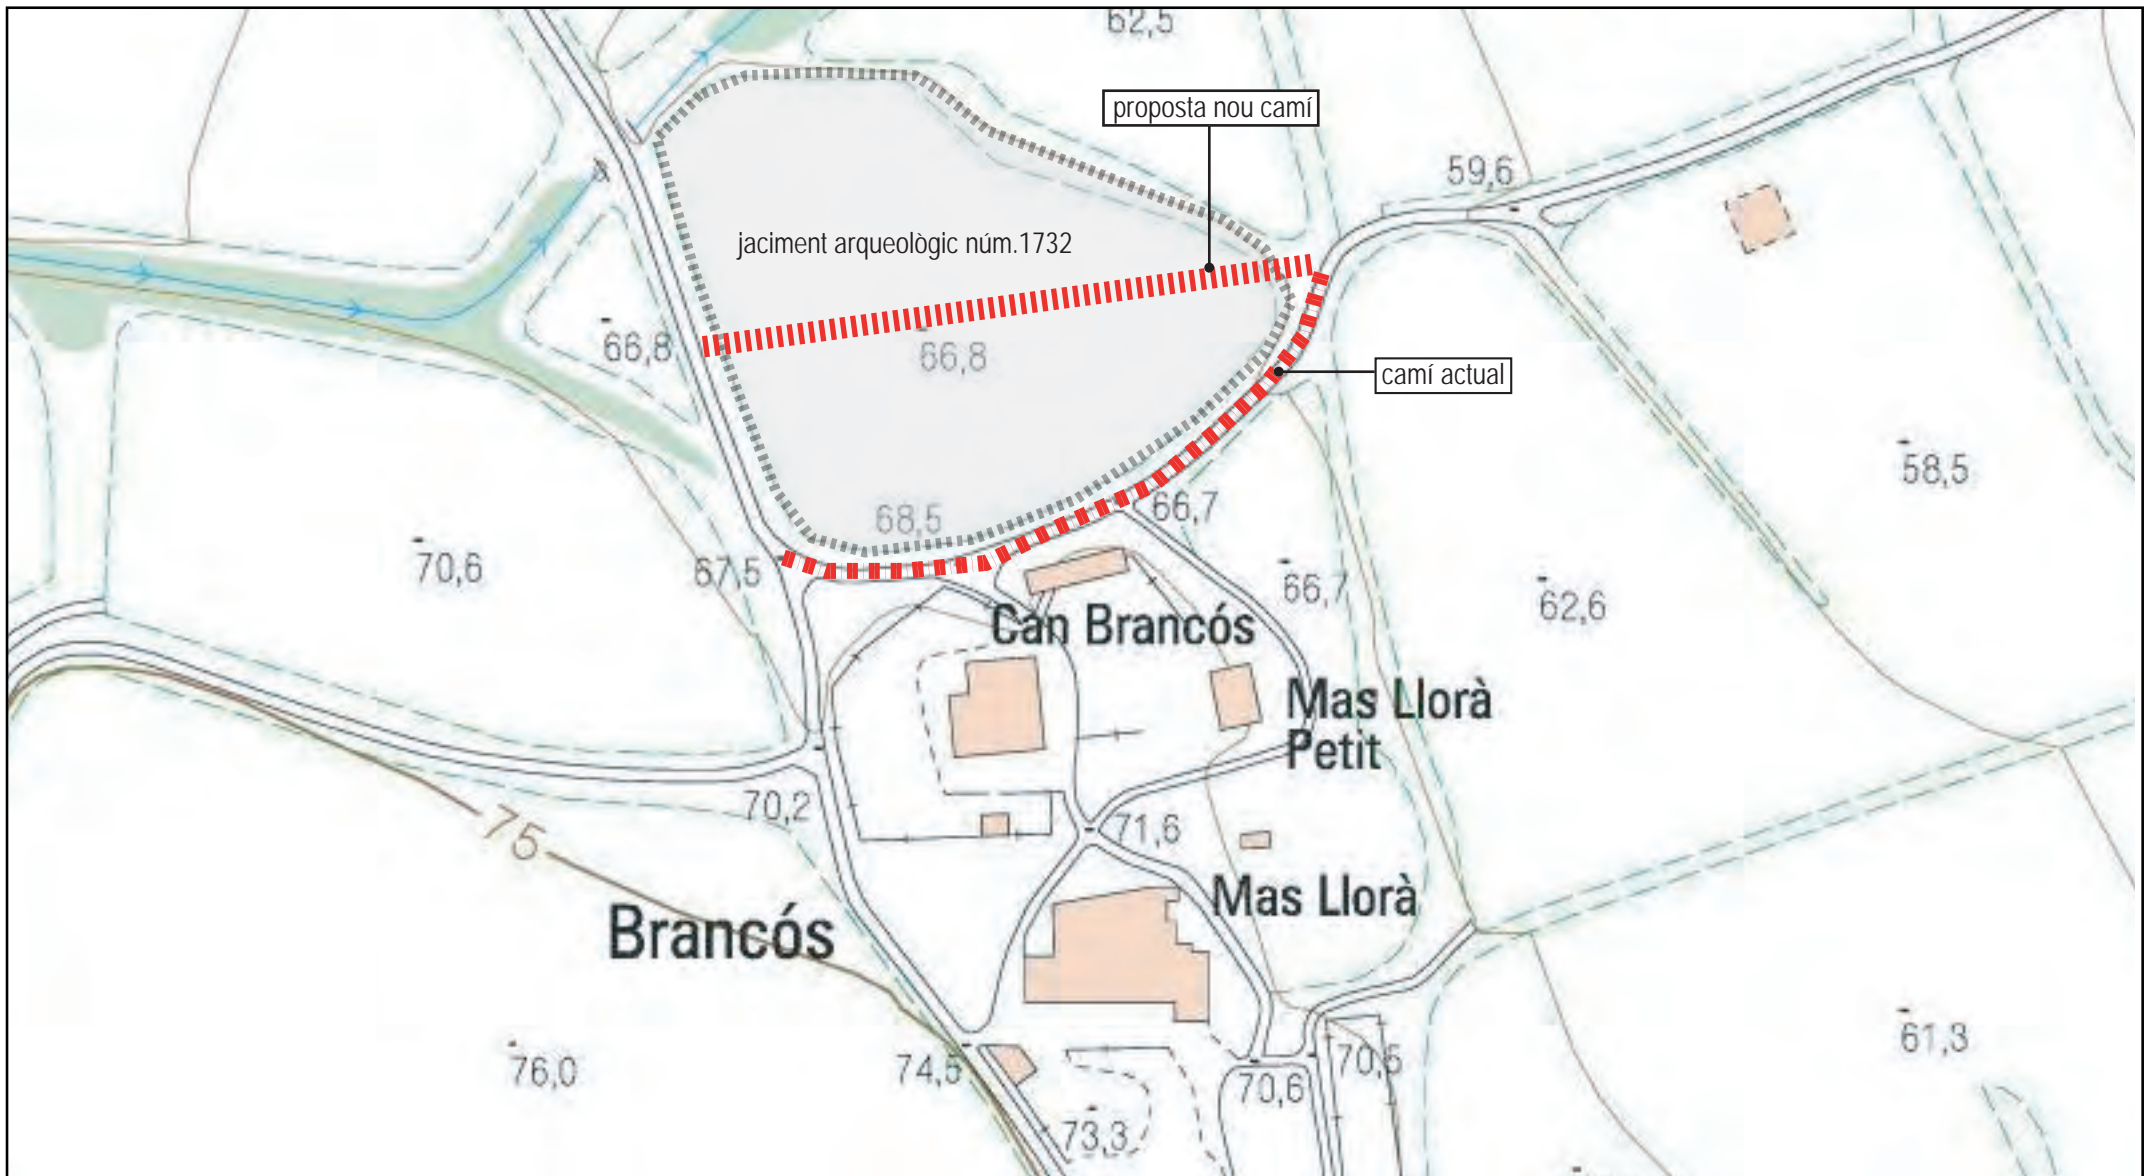 62,5
proposta nou camí
59,6
jaciment arqueològic núm.1732
66,8
66,8
camí actual
58,5
68,5
66,7
70,6
67,5
66,7
62,6
Can Brancós
Mas Llorà
Petit
70,2
75
71,6
Mas Llorà
Brancós
61,3
76,0
74,5
70,5
70,6
73,3